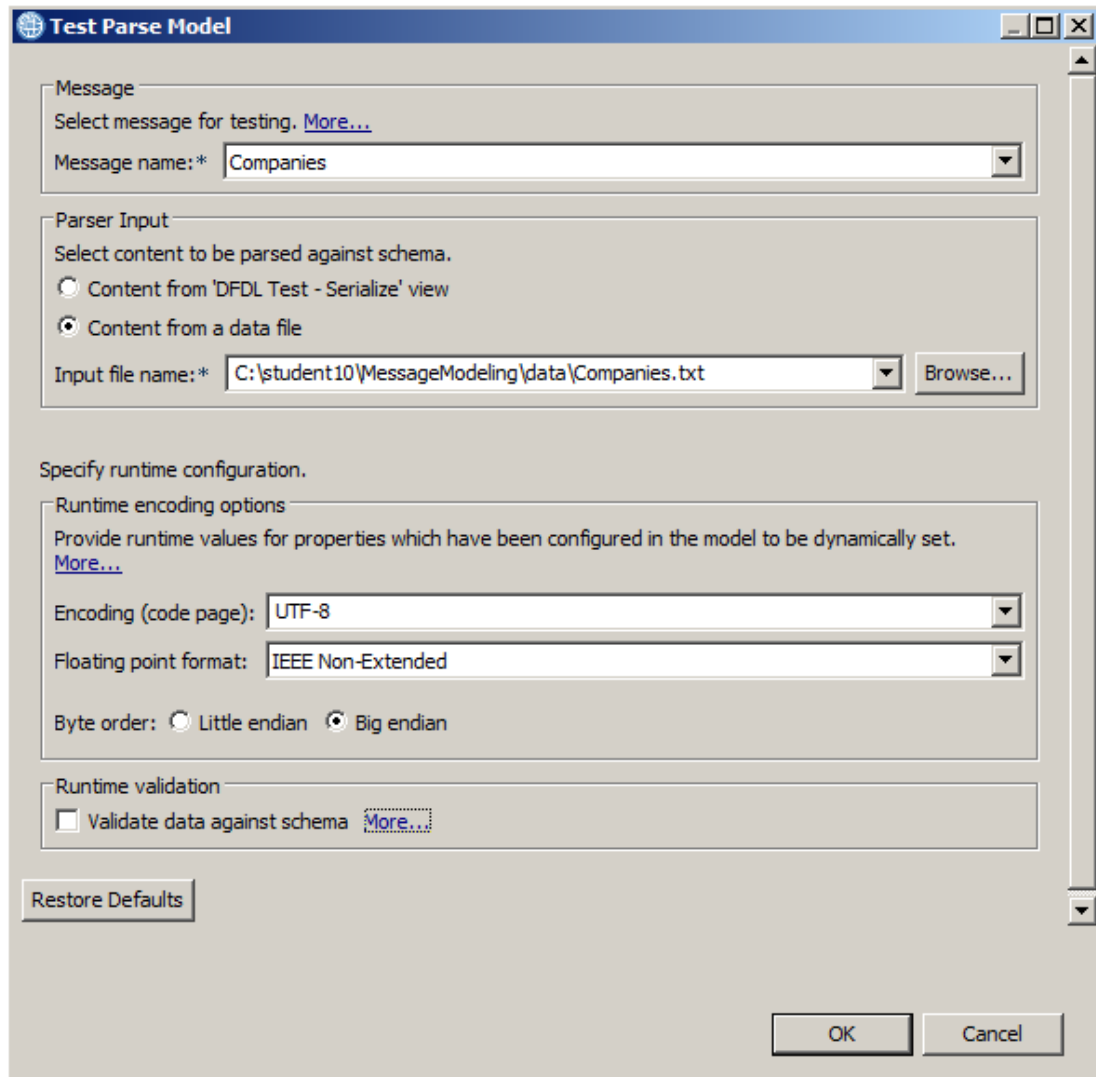 Test Parse Model
Message
Select message for testing. More...
Message name:* Companies
Parser Input
Select content to be parsed against schema.
Content from 'DFDL Test - Serialize' view
Content from a data file
Input file name:* C:\student10\MessageModeling\data\Companies.txt Browse...
Specify runtime configuration.
Runtime encoding options
Provide runtime values for properties which have been configured in the model to be dynamically set.
More...
Encoding (code page): UTF-8
Floating point format: IEEE Non-Extended
Byte order: Little endian Big endian
Runtime validation
Validate data against schema More...
Restore Defaults
OK Cancel